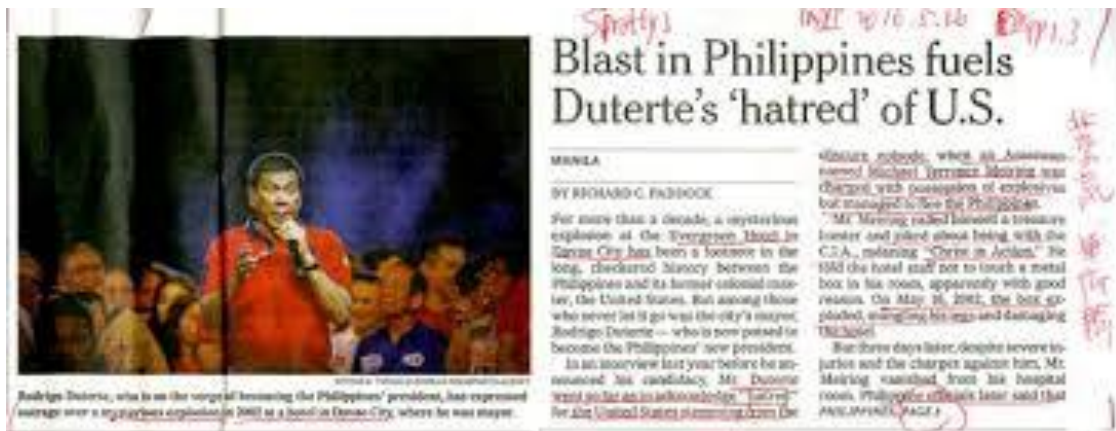 Blast in Philippines fuels
Duterte's 'hatred' of U.S.
MANILA
BY RICHARD C. PADDOCK
For more than a decade, a mysterious
explosion at the Evergreen Hotel in
Davao City has been a footnote in the
long, checkered history between the
Philippines and its former colonial mas-
ter, the United States. But among those
who never let it go was the city's mayor,
Rodrigo Duterte — who is now poised to
become the Philippines' new president.
In an interview last year before he an-
nounced his candidacy, Mr. Duterte
went so far as to acknowledge "hatred"
for the United States stemming from the
obscure episode, when an American
named Michael Terrence Meiring was
charged with possession of explosives
but managed to flee the Philippines.
Mr. Meiring called himself a treasure
hunter and joked about being with the
C.I.A., meaning "Christ in Action." He
told the hotel staff not to touch a metal
box in his room, apparently with good
reason. On May 16, 2002, the box ex-
ploded, mangling his legs and damaging
the hotel.
But three days later, despite severe in-
juries and the charges against him, Mr.
Meiring vanished from his hospital
room. Philippine officials later said that
PHILIPPINES, PAGE
Rodrigo Duterte, who is on the verge of becoming the Philippines' president, has expressed
outrage over a mysterious explosion in 2002 at a hotel in Davao City, where he was mayor.